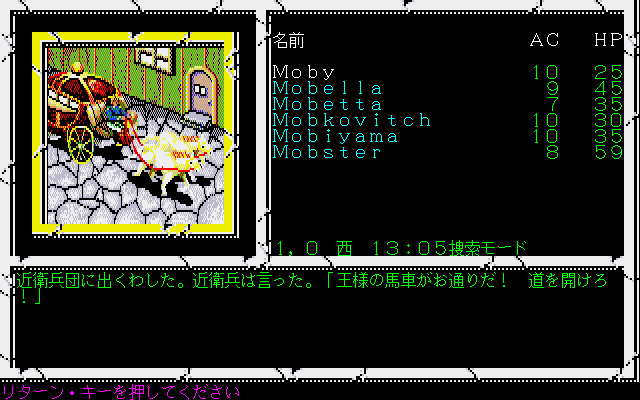 名前 AC HP
Moby 10 25
Mobella 9 45
Mobetta 7 35
Mobkovitch 10 30
Mobiyama 10 35
Mobster 8 59
1,0 西 13:05捜索モード
近衛兵団に出くわした。近衛兵は言った。「王様の馬車がお通りだ! 道を開けろ
!」
リターン・キーを押してください